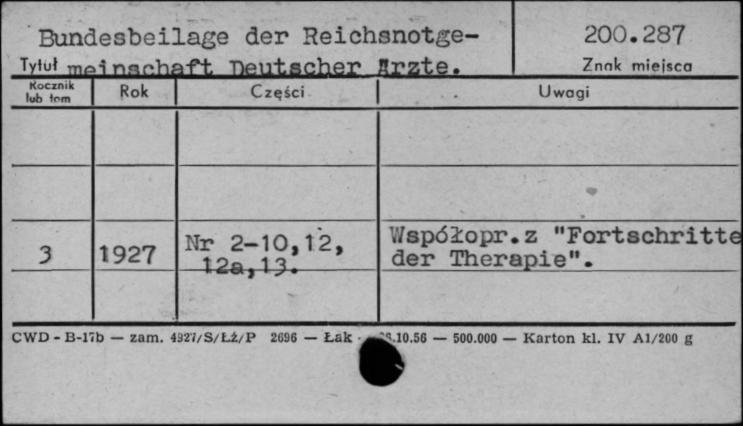 Bundesbeilage der Reichsnotge-
200.287
Tytuł meinschaft Deutscher Ärzte.
Znak miejsca
Rocznik
lub tom
Rok
Części
Uwagi
3
1927
Nr 2-10,12,
12a,13.
Współopr.z "Fortschritte
der Therapie".
CWD - B-17b — zam. 4927/S/Łż/P 2696 — Łąk .10.56 — 500.000 — Karton kl. IV A1/200 g